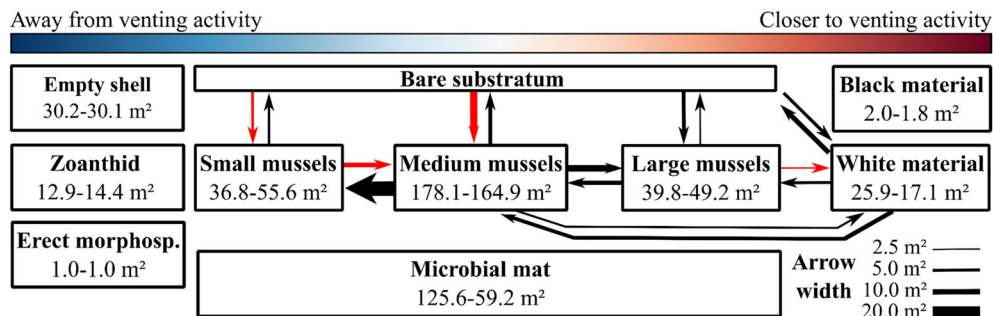 Away from venting activity
Closer to venting activity
Empty shell
30.2-30.1 m²
Bare substratum
Black material
2.0-1.8 m²
Zoanthid
12.9-14.4 m²
Small mussels
36.8-55.6 m²
Medium mussels
178.1-164.9 m²
Large mussels
39.8-49.2 m²
White material
25.9-17.1 m²
Erect morphosp.
1.0-1.0 m²
Microbial mat
125.6-59.2 m²
Arrow
width
2.5 m²
5.0 m²
10.0 m²
20.0 m²